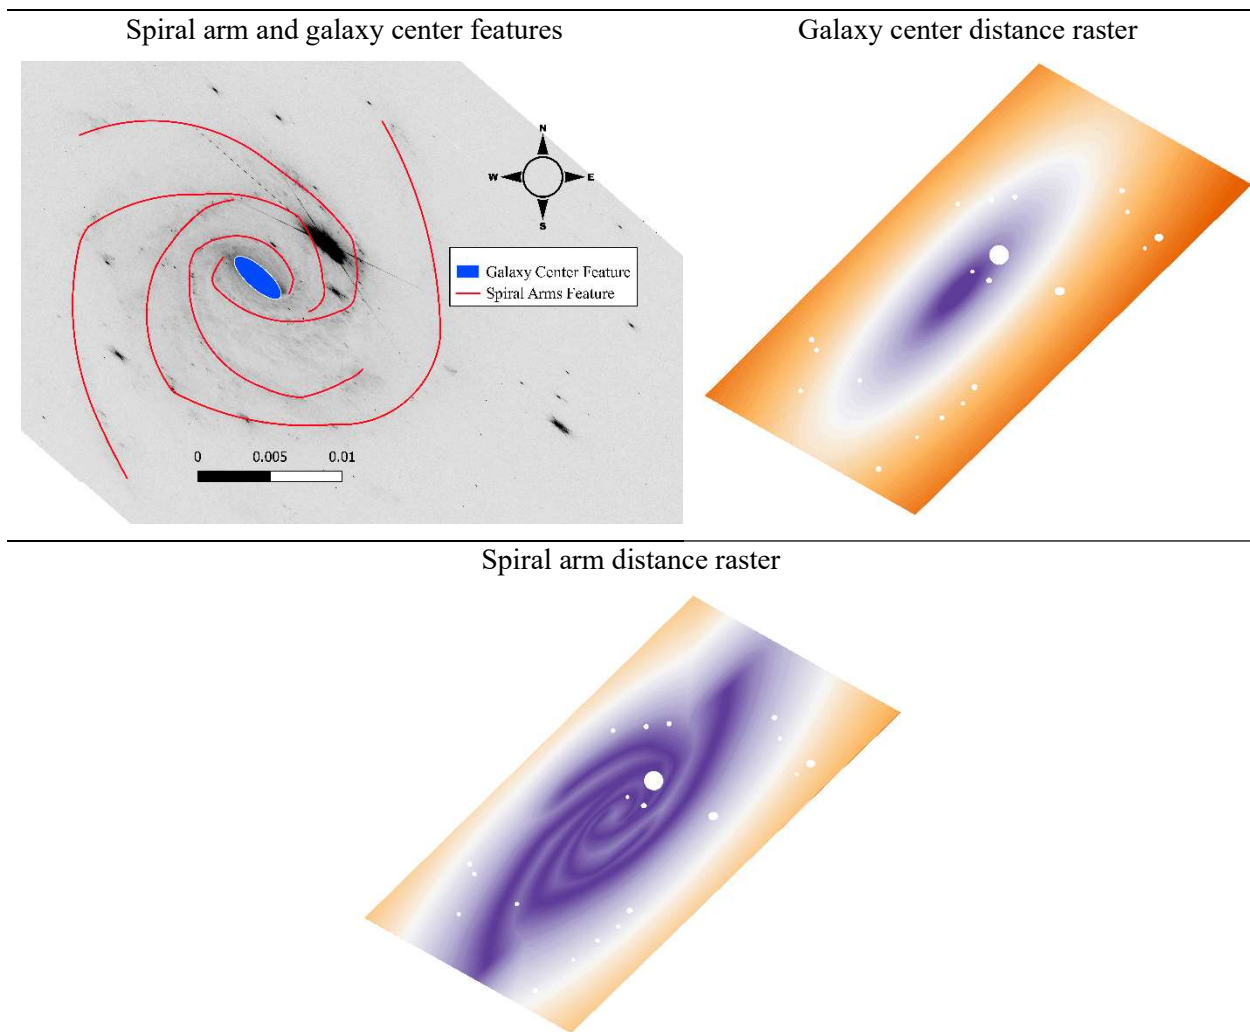 Spiral arm and galaxy center features
Galaxy center distance raster
N
W
E
S
Galaxy Center Feature
Spiral Arms Feature
0 0.005 0.01
Spiral arm distance raster